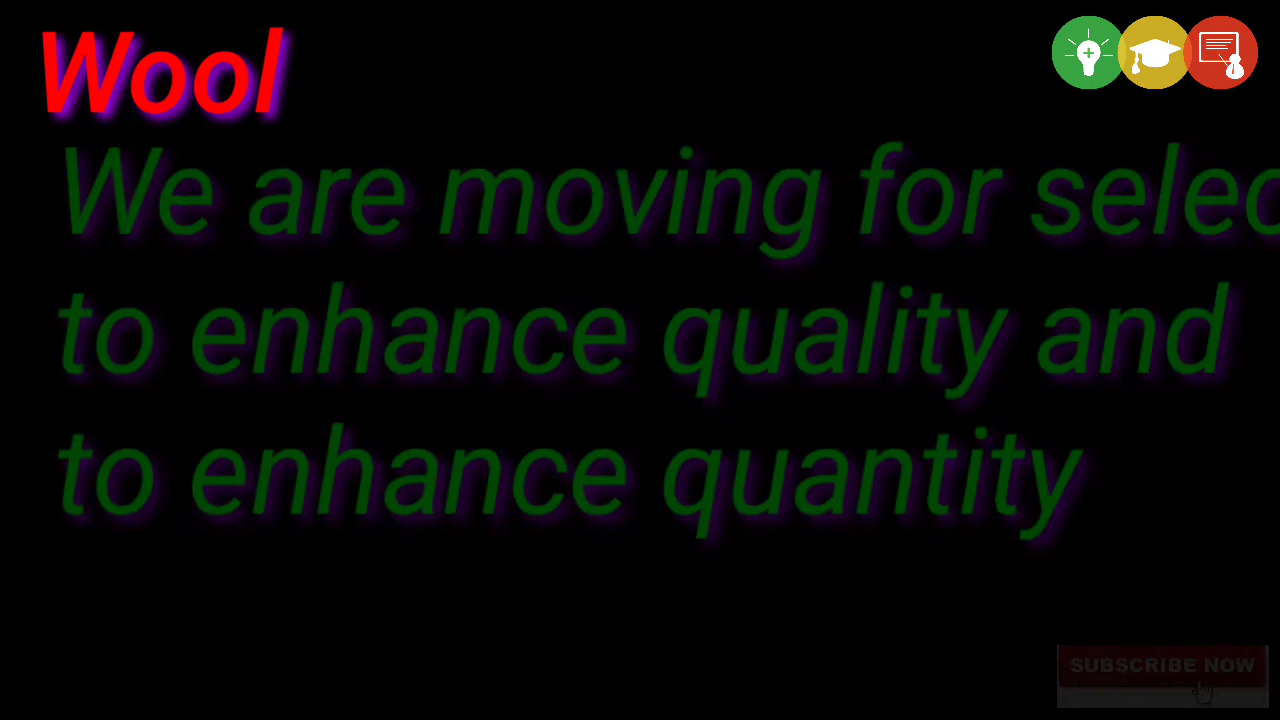 Wool
We are moving for selec
to enhance quality and
to enhance quantity
SUBSCRIBE NOW